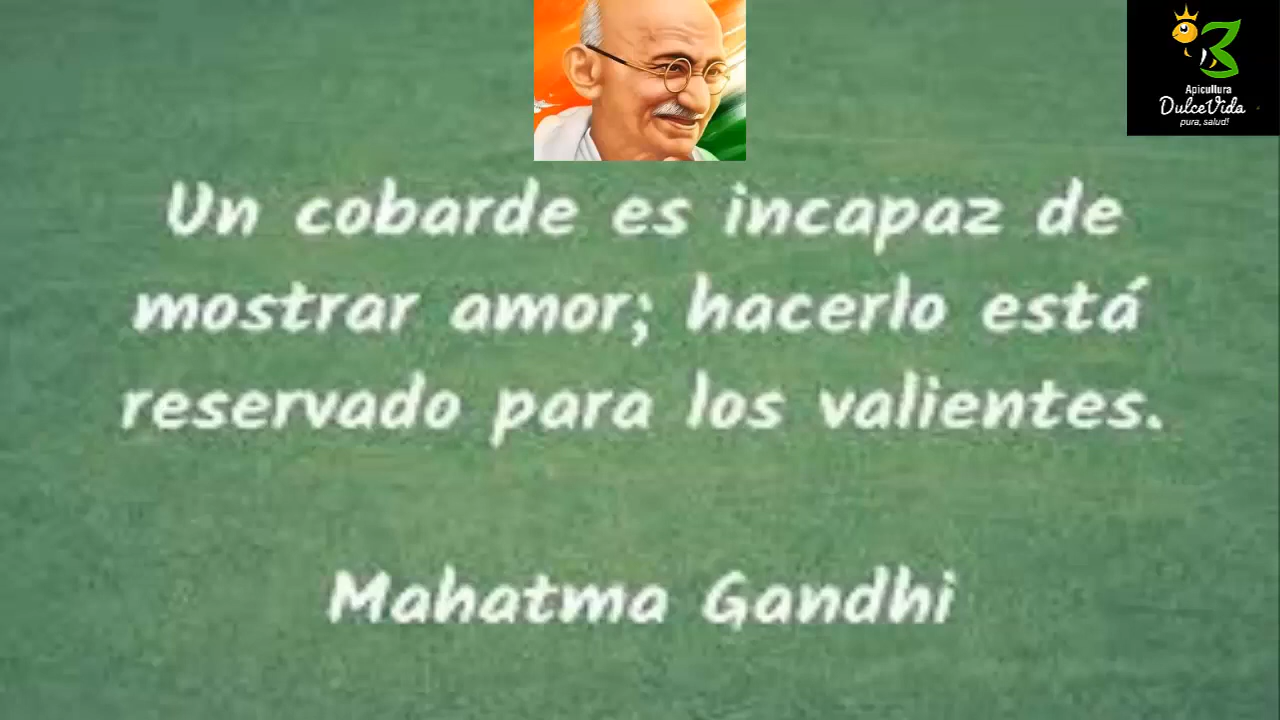 Apicultura
DulceVida
pura, salud!
Un cobarde es incapaz de
mostrar amor; hacerlo está
reservado para los valientes.
Mahatma Gandhi